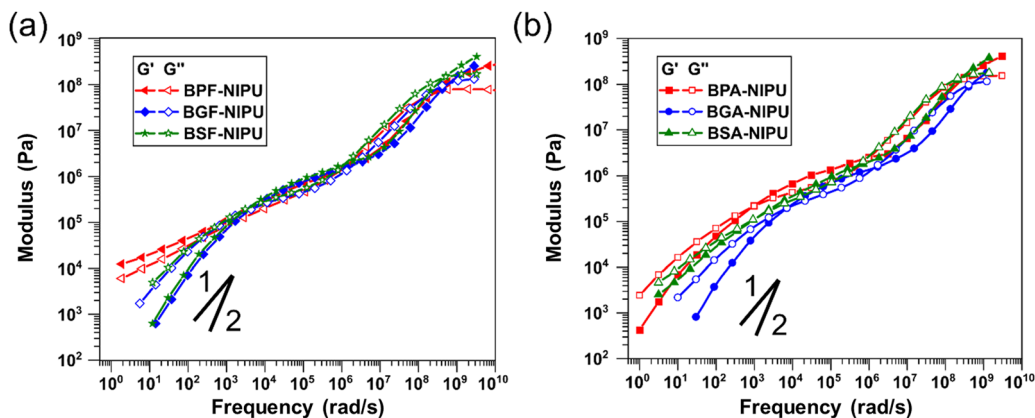 (a)
10⁹
10⁸
10⁷
10⁶
10⁵
10⁴
10³
10²
Modulus (Pa)
G' G''
BPF-NIPU
BGF-NIPU
BSF-NIPU
1
2
10⁰ 10¹ 10² 10³ 10⁴ 10⁵ 10⁶ 10⁷ 10⁸ 10⁹ 10¹⁰
Frequency (rad/s)
(b)
10⁹
10⁸
10⁷
10⁶
10⁵
10⁴
10³
10²
Modulus (Pa)
G' G''
BPA-NIPU
BGA-NIPU
BSA-NIPU
1
2
10⁰ 10¹ 10² 10³ 10⁴ 10⁵ 10⁶ 10⁷ 10⁸ 10⁹ 10¹⁰
Frequency (rad/s)